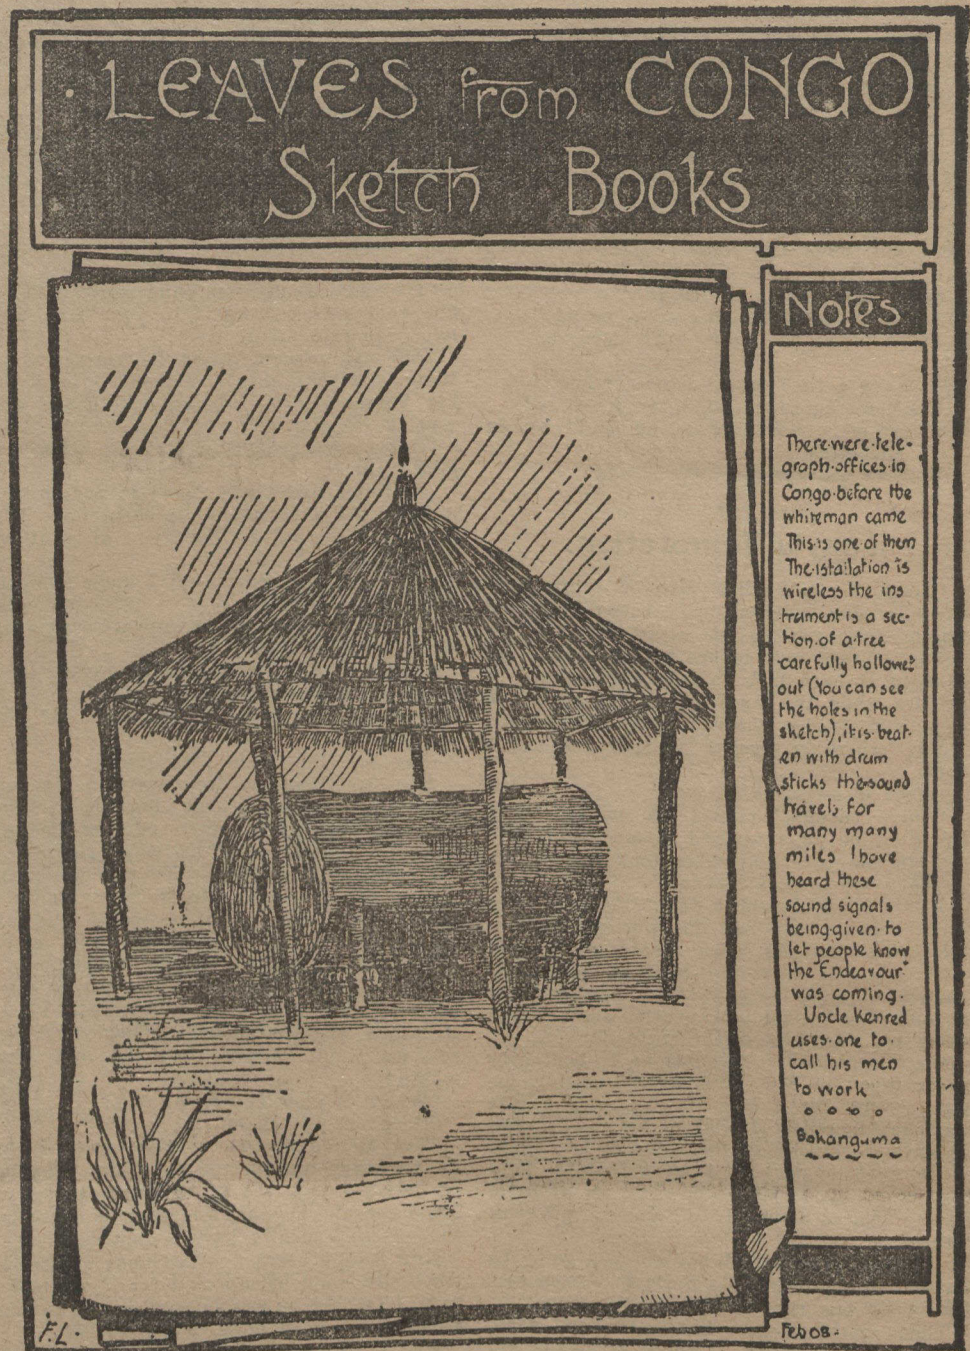 LEAVES from CONGO
Sketch Books
Notes
There were tele-
graph offices in
Congo before the
whiteman came
This is one of them
The istallation is
wireless the ins
trument is a sec-
tion of a tree
carefully hollowed
out (You can see
the holes in the
sketch), it is beat-
en with drum
sticks the sound
travels for
many many
miles I have
heard these
sound signals
being given to
let people know
the "Endeavour"
was coming.
Uncle Kenred
uses one to
call his men
to work
Bokanguma
F.L.
Feb 08.